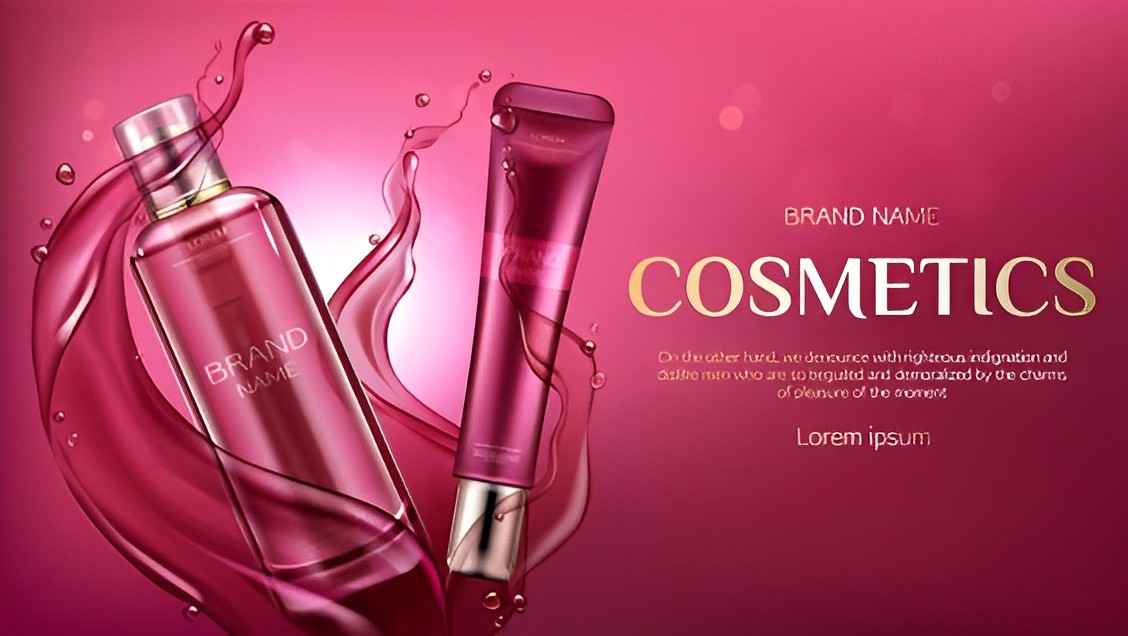 BRAND
NAME
BRAND NAME
COSMETICS
On the other hand, we denounce with righteous indignation and
dislike men who are so beguiled and demoralized by the charms
of pleasure of the moment
Lorem ipsum